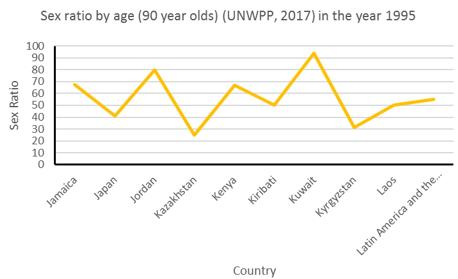 Sex ratio by age (90 year olds) (UNWPP, 2017) in the year 1995
Sex Ratio
100
90
80
70
60
50
40
30
20
10
0
Jamaica
Japan
Jordan
Kazakhstan
Kenya
Kiribati
Kuwait
Kyrgyzstan
Laos
Latin America and the...
Country